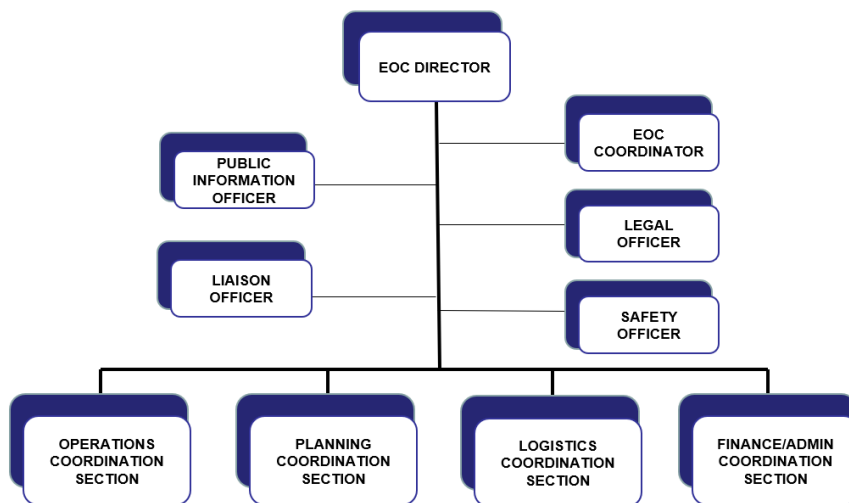 EOC DIRECTOR
EOC
COORDINATOR
PUBLIC
INFORMATION
OFFICER
LEGAL
OFFICER
LIAISON
OFFICER
SAFETY
OFFICER
OPERATIONS
COORDINATION
SECTION
PLANNING
COORDINATION
SECTION
LOGISTICS
COORDINATION
SECTION
FINANCE/ADMIN
COORDINATION
SECTION